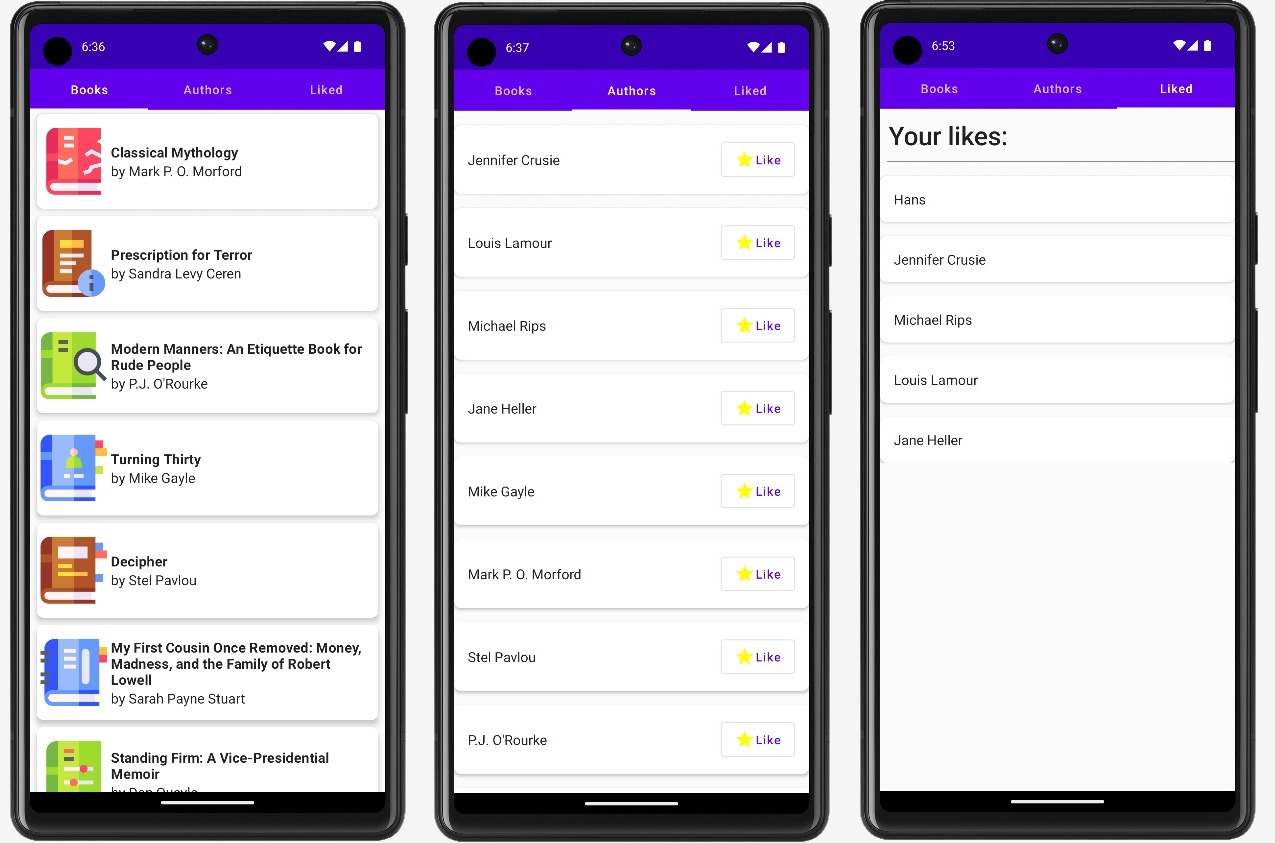 6:36
Books Authors Liked
Classical Mythology
by Mark P. O. Morford
Prescription for Terror
by Sandra Levy Ceren
Modern Manners: An Etiquette Book for
Rude People
by P.J. O'Rourke
Turning Thirty
by Mike Gayle
Decipher
by Stel Pavlou
My First Cousin Once Removed: Money,
Madness, and the Family of Robert
Lowell
by Sarah Payne Stuart
Standing Firm: A Vice-Presidential
Memoir
by Dan Quayle
6:37
Books Authors Liked
Jennifer Crusie Like
Louis Lamour Like
Michael Rips Like
Jane Heller Like
Mike Gayle Like
Mark P. O. Morford Like
Stel Pavlou Like
P.J. O'Rourke Like
6:53
Books Authors Liked
Your likes:
Hans
Jennifer Crusie
Michael Rips
Louis Lamour
Jane Heller